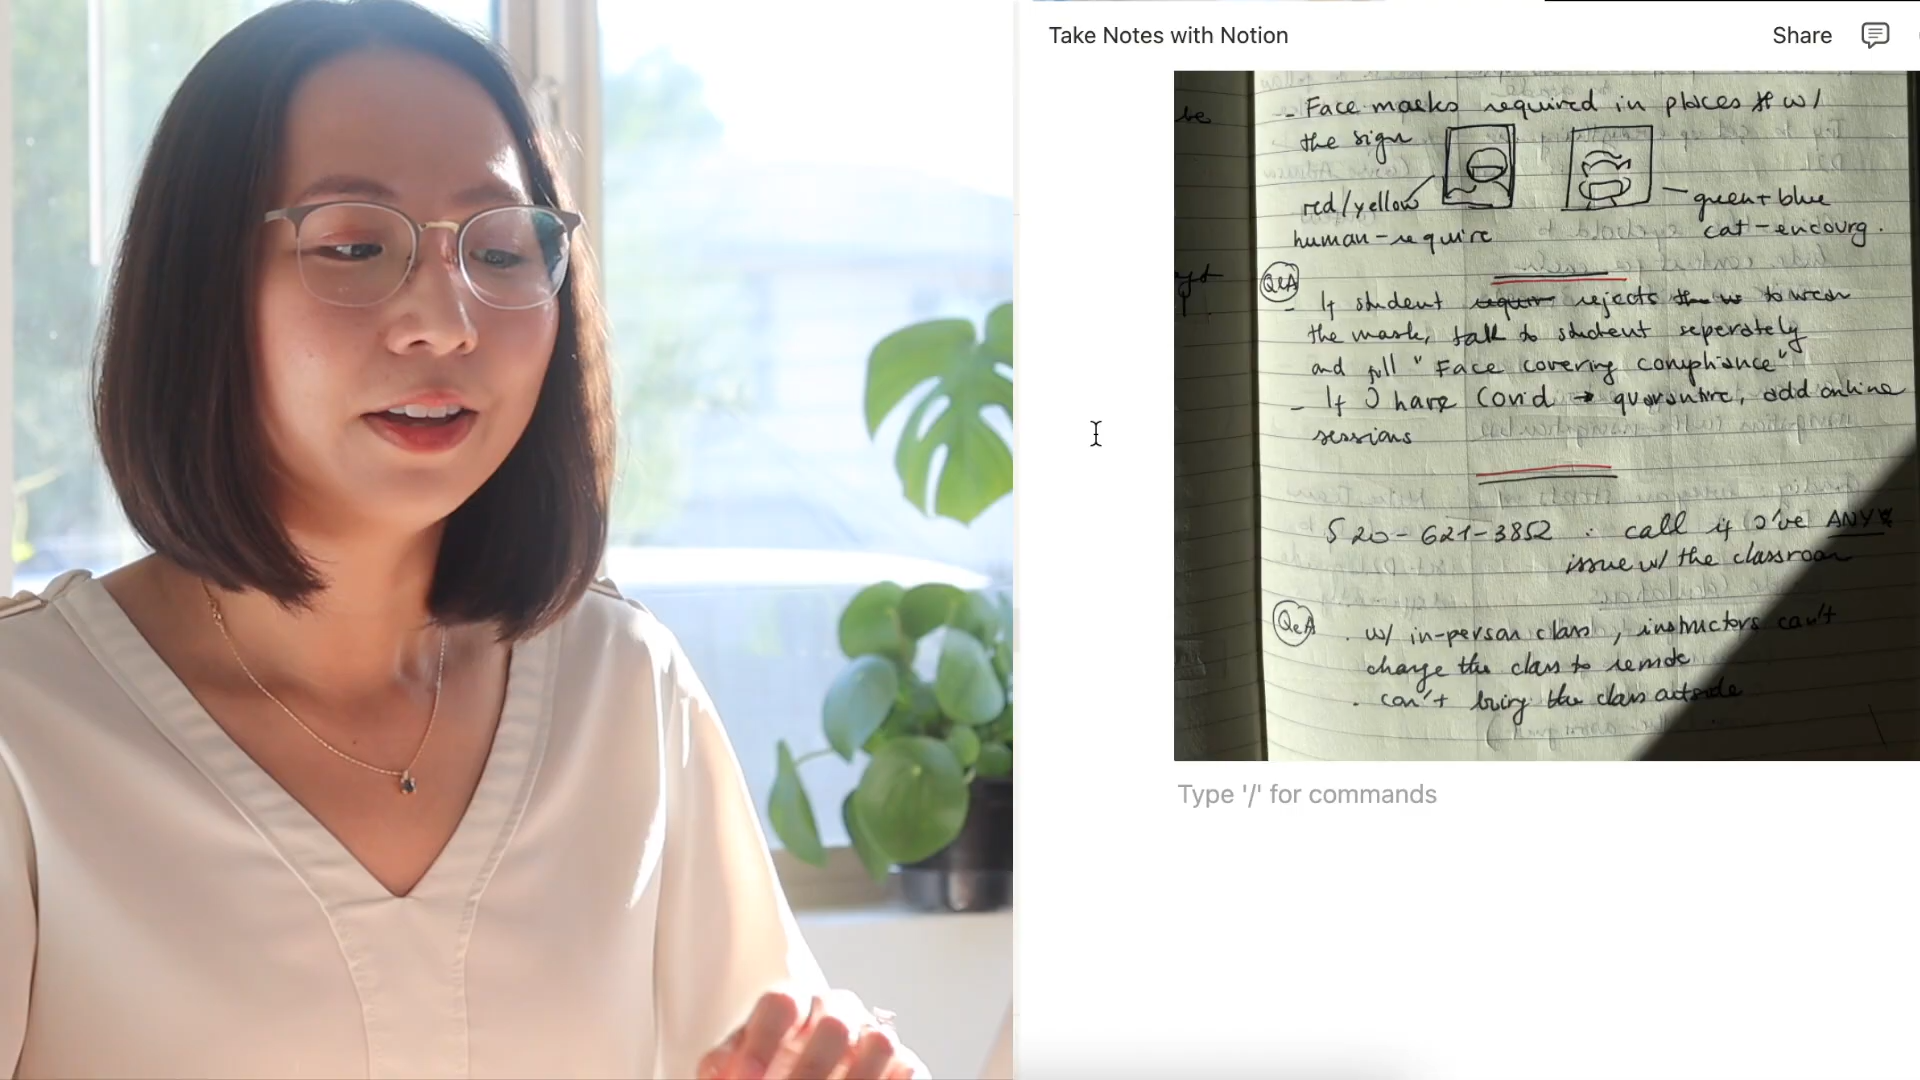 Take Notes with Notion
Share
be
- Face masks required in places w/
the sign
red/yellow
human - require
green + blue
cat - encourg.
Q&A
- If student rejects to wear
the mask, talk to student seperately
and fill "Face covering compliance"
- If I have Covid → quarantine, add online
sessions
520-621-3852 : call if I've ANY
issue w/ the classroom
Q&A
. w/ in-person class, instructors can't
change the class to remote
. can't bring the class outside
Type '/' for commands